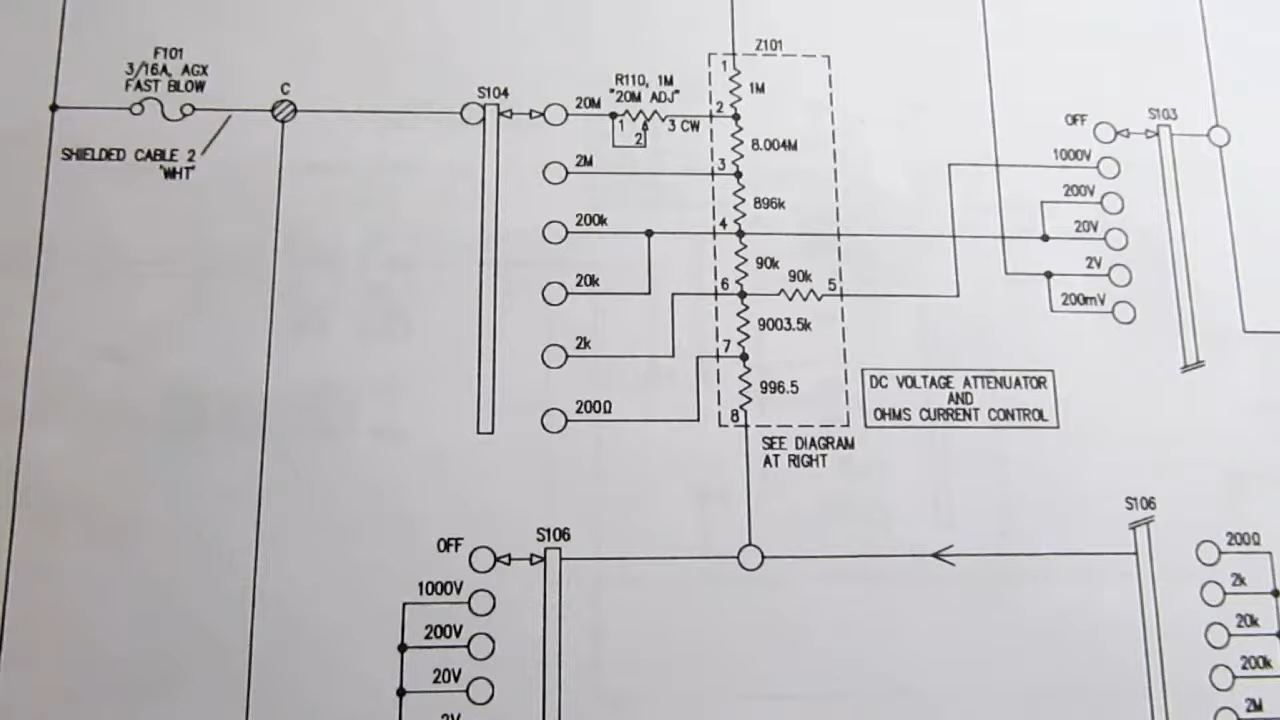 F101
3/16A, AGX
FAST BLOW
C
SHIELDED CABLE 2
"WHT"
S104
20M
2M
200k
20k
2k
200Ω
R110, 1M
"20M ADJ"
1
2
3 CW
Z101
1
1M
2
8.004M
3
896k
4
90k
6
90k
5
9003.5k
7
996.5
8
SEE DIAGRAM
AT RIGHT
DC VOLTAGE ATTENUATOR
AND
OHMS CURRENT CONTROL
S103
OFF
1000V
200V
20V
2V
200mV
S106
OFF
1000V
200V
20V
2V
S106
200Ω
2k
20k
200k
2M